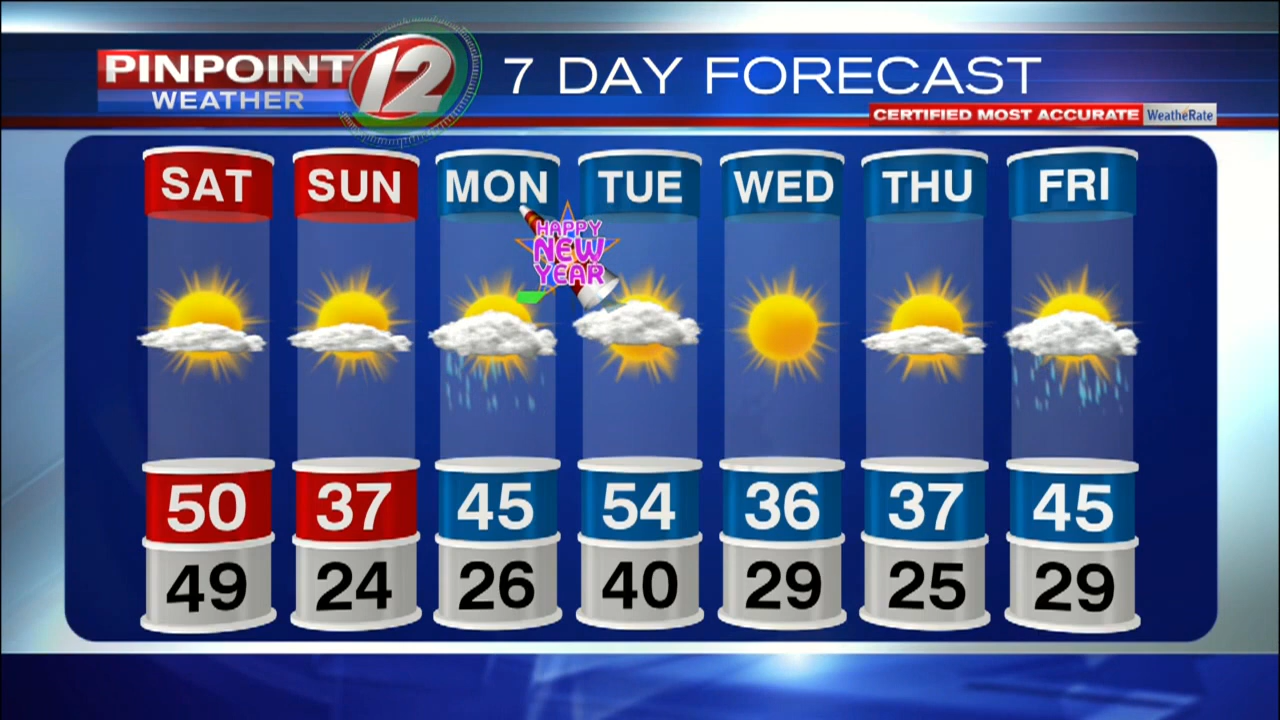 PINPOINT 12
WEATHER
7 DAY FORECAST
CERTIFIED MOST ACCURATE WeatheRate
SAT SUN MON TUE WED THU FRI
HAPPY
NEW
YEAR
50 37 45 54 36 37 45
49 24 26 40 29 25 29